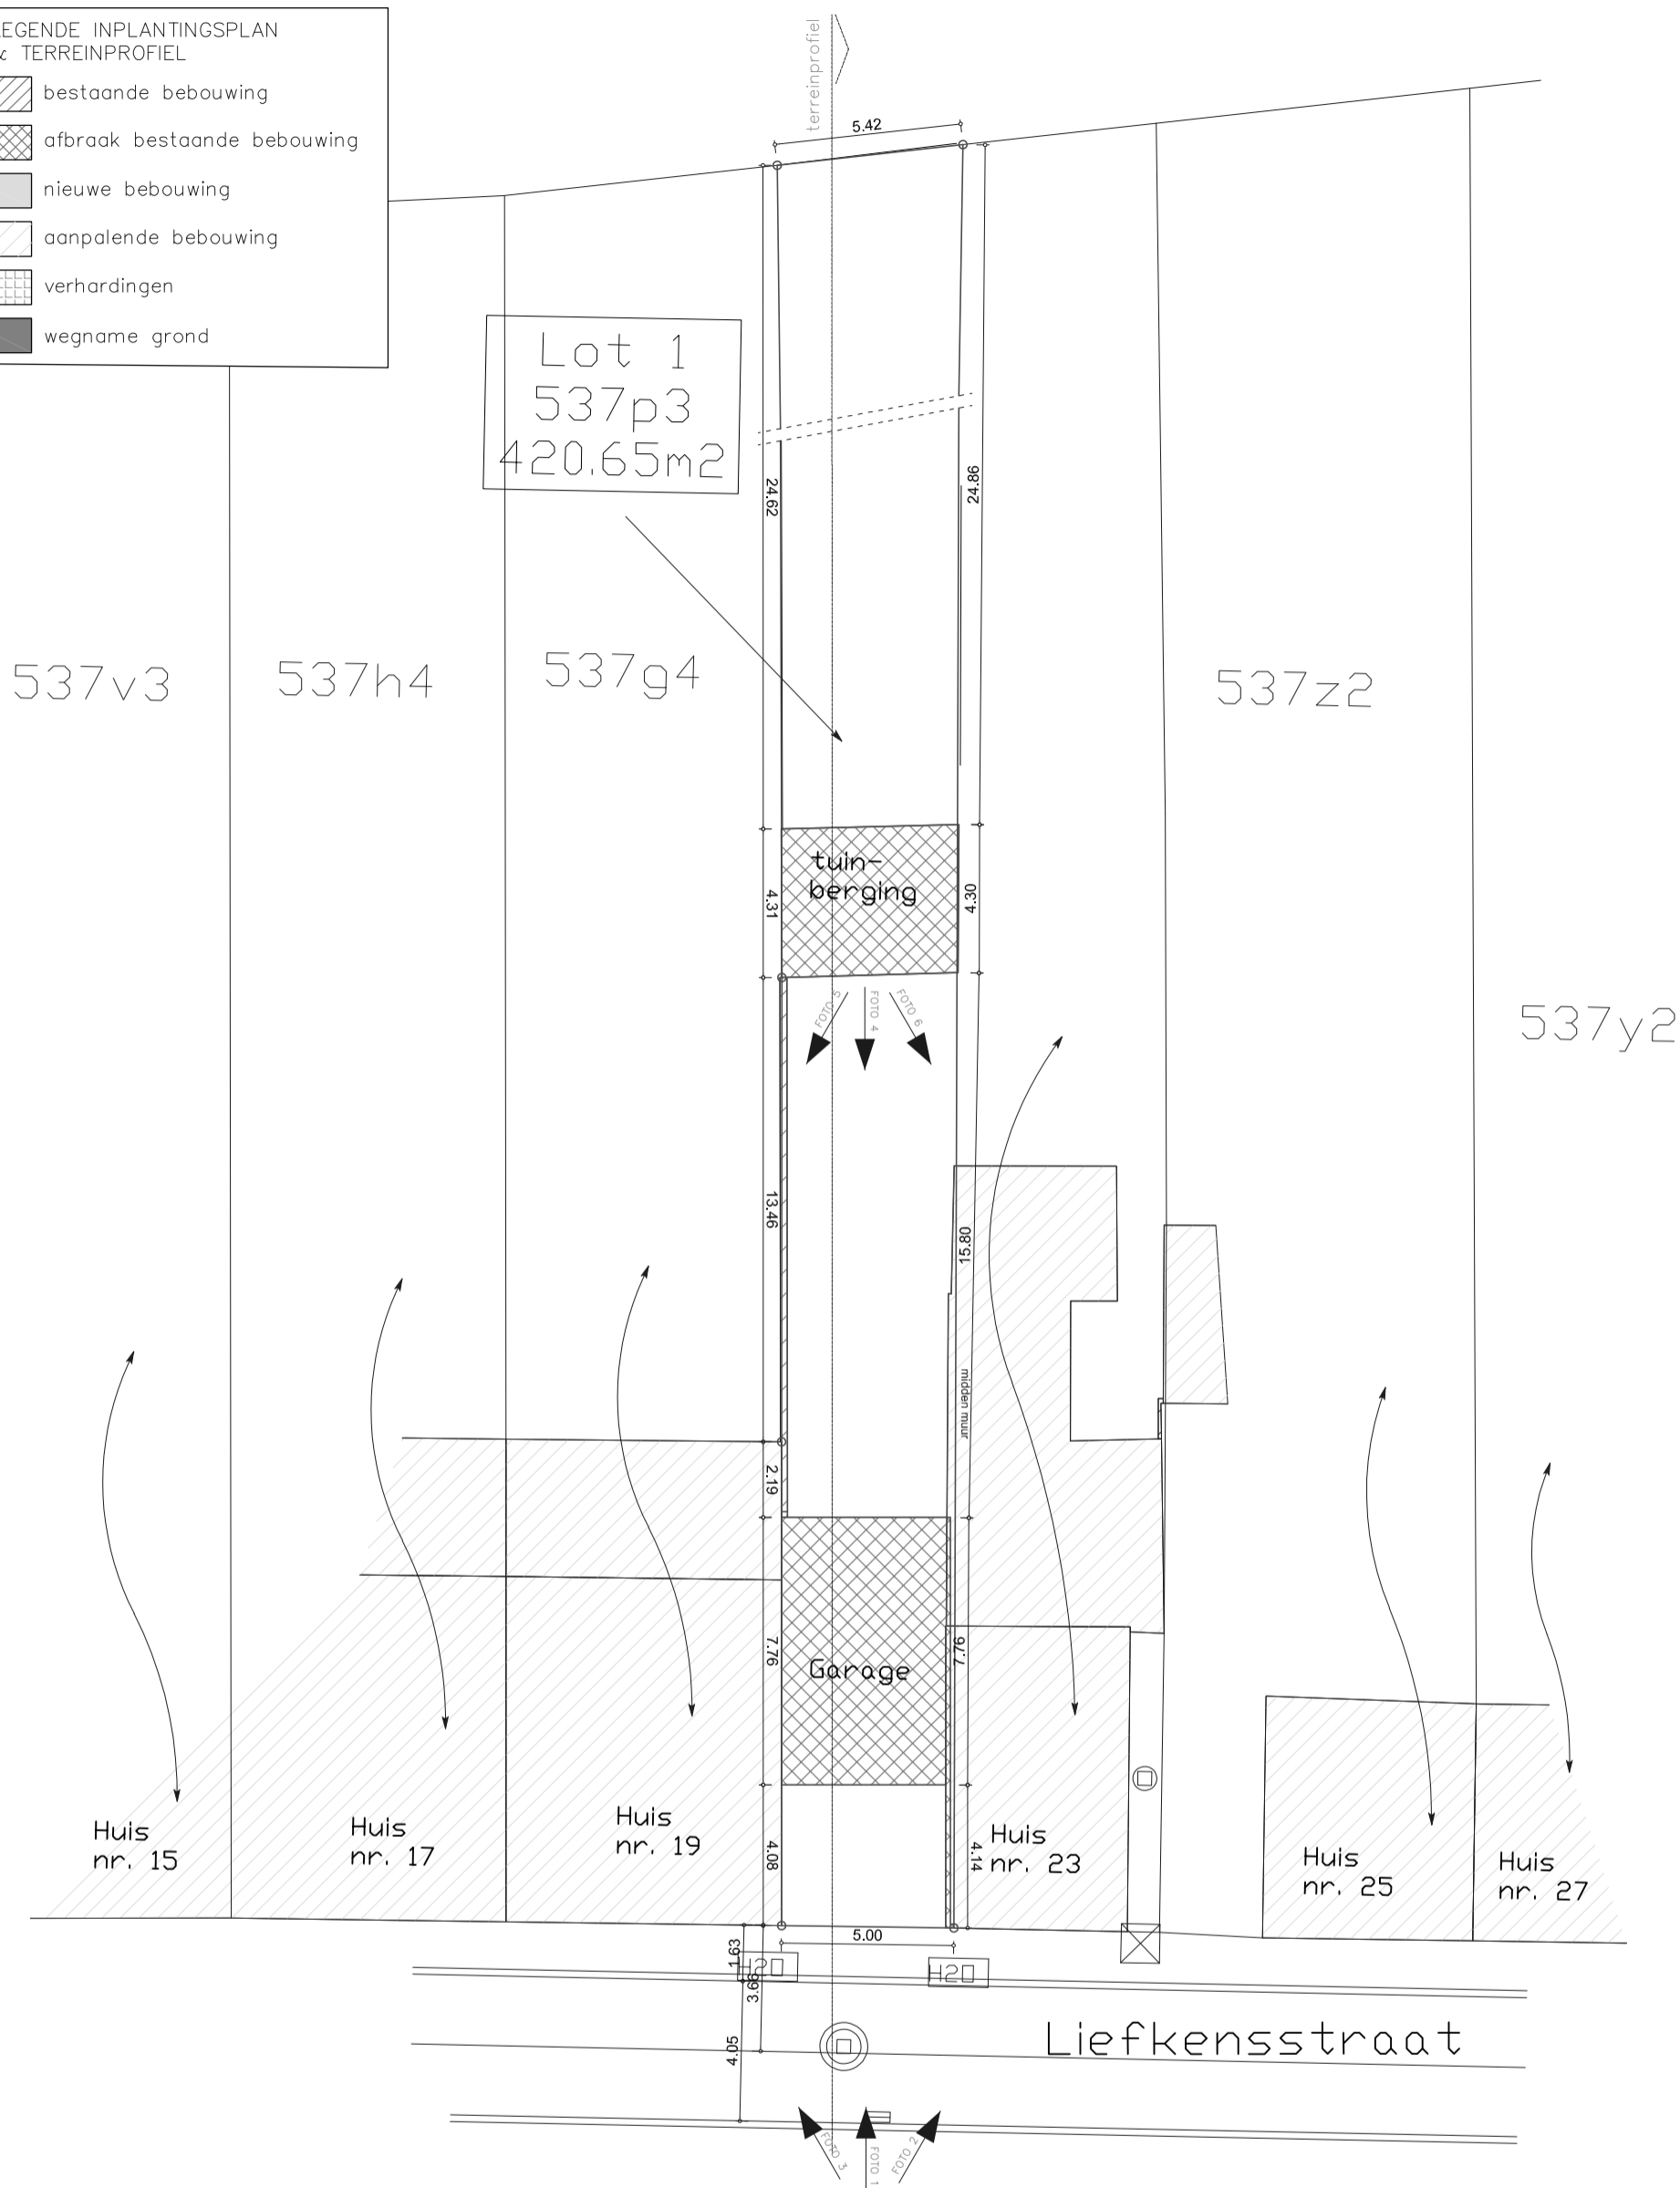 EGENDE INPLANTINGSPLAN
& TERREINPROFIEL
bestaande bebouwing
afbraak bestaande bebouwing
nieuwe bebouwing
aanpalende bebouwing
verhardingen
wegname grond
terreinprofiel
5.42
Lot 1
537p3
420.65m2
24.62
24.86
537v3
537h4
537g4
537z2
537y2
tuin-
berging
4.31
4.30
FOTO 5
FOTO 4
FOTO 6
13.46
15.80
midden muur
2.19
7.76
Garage
7.76
Huis
nr. 15
Huis
nr. 17
Huis
nr. 19
4.08
4.14
Huis
nr. 23
Huis
nr. 25
Huis
nr. 27
5.00
1.63
H2O
H2O
4.05
Liefkensstraat
FOTO 3
FOTO 1
FOTO 2